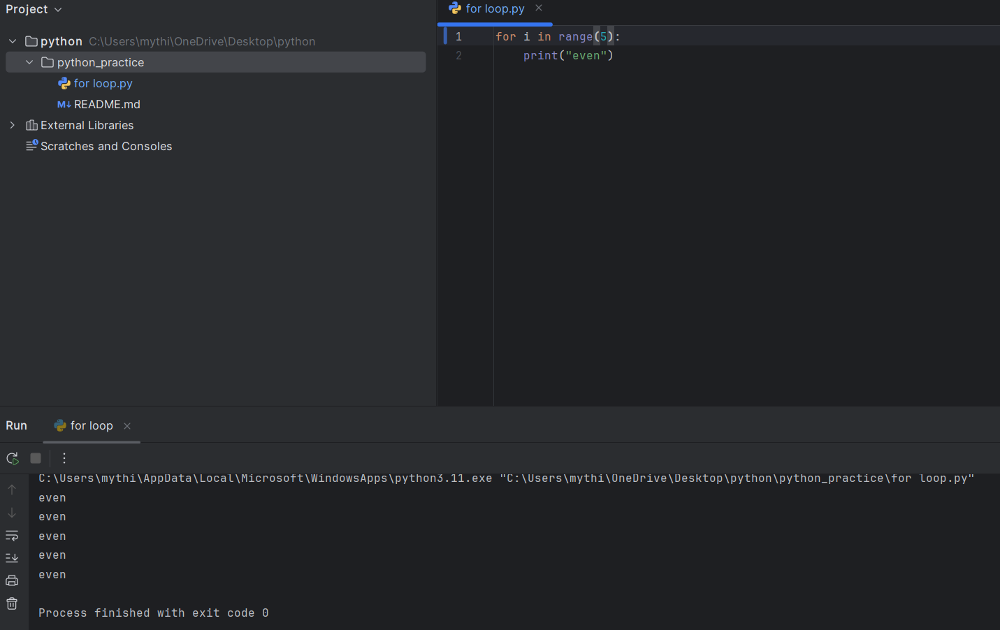 Project
python C:\Users\mythi\OneDrive\Desktop\python
python_practice
for loop.py
M↓ README.md
External Libraries
Scratches and Consoles
for loop.py
1 for i in range(5):
2     print("even")
Run for loop
C:\Users\mythi\AppData\Local\Microsoft\WindowsApps\python3.11.exe "C:\Users\mythi\OneDrive\Desktop\python\python_practice\for loop.py"
even
even
even
even
even
Process finished with exit code 0